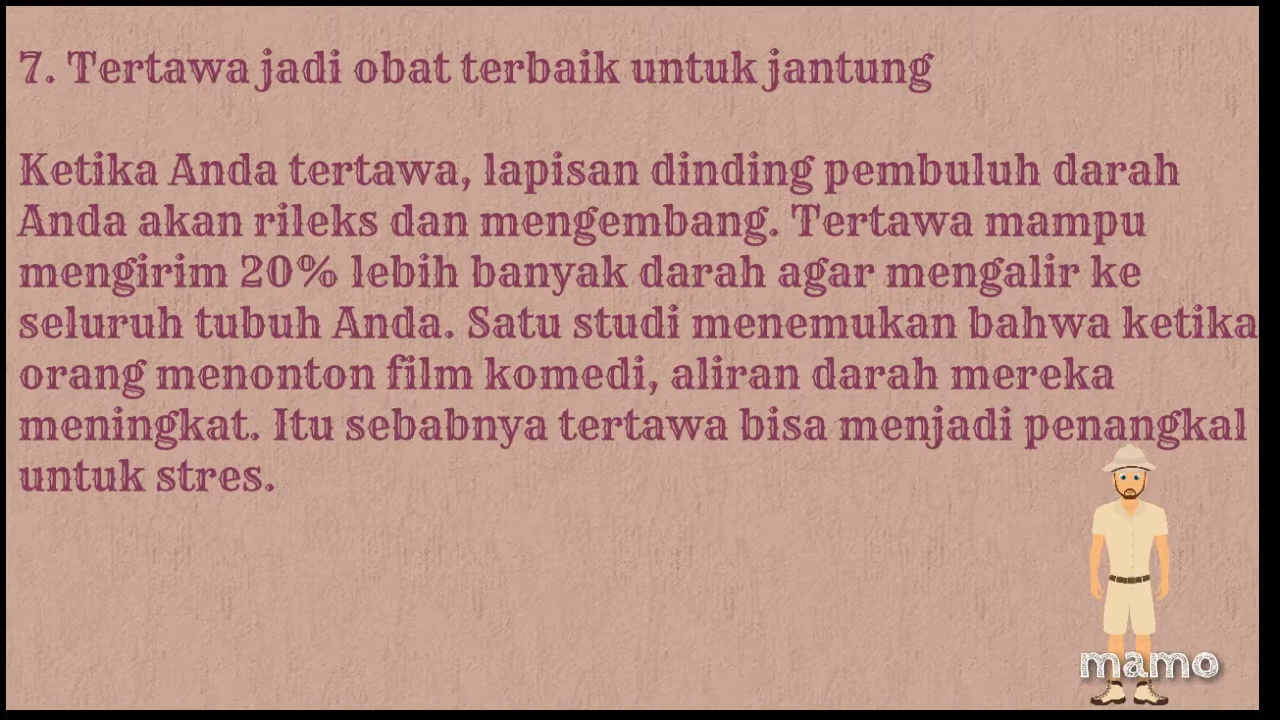 7. Tertawa jadi obat terbaik untuk jantung
Ketika Anda tertawa, lapisan dinding pembuluh darah
Anda akan rileks dan mengembang. Tertawa mampu
mengirim 20% lebih banyak darah agar mengalir ke
seluruh tubuh Anda. Satu studi menemukan bahwa ketika
orang menonton film komedi, aliran darah mereka
meningkat. Itu sebabnya tertawa bisa menjadi penangkal
untuk stres.
mamo